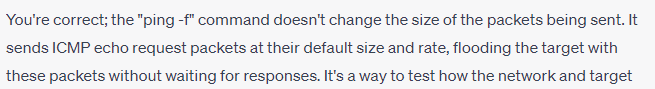 You're correct; the "ping -f" command doesn't change the size of the packets being sent. It
sends ICMP echo request packets at their default size and rate, flooding the target with
these packets without waiting for responses. It's a way to test how the network and target